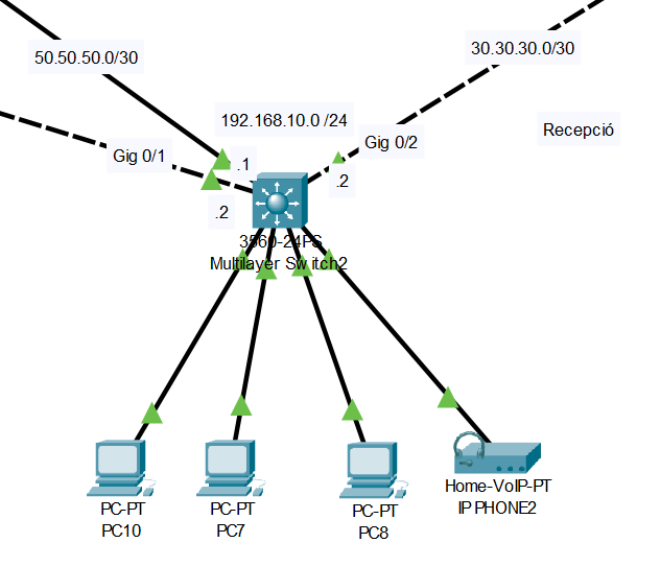 50.50.50.0/30
30.30.30.0/30
192.168.10.0 /24
Recepció
Gig 0/1
Gig 0/2
.1
.2
.2
3560-24PS
Multilayer Switch2
PC-PT
PC10
PC-PT
PC7
PC-PT
PC8
Home-VoIP-PT
IP PHONE2